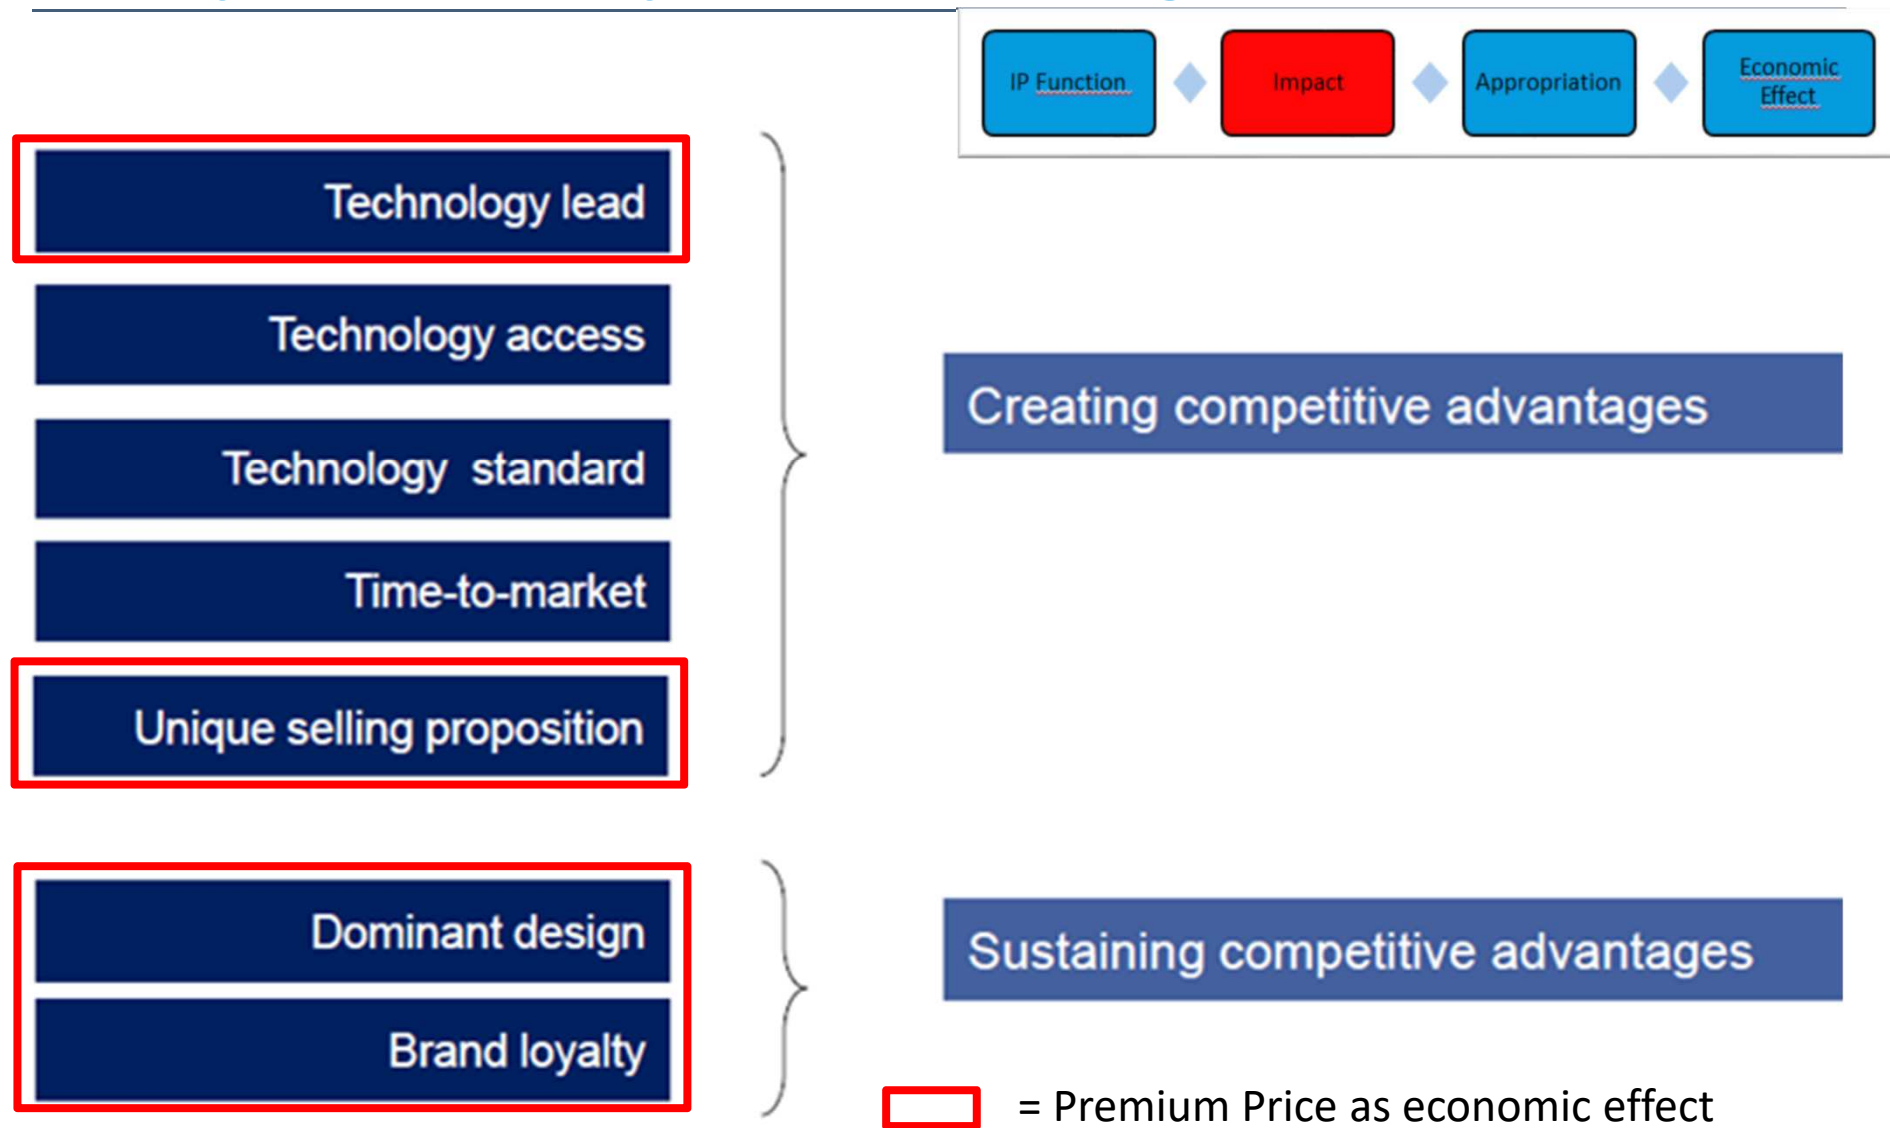 IP Function
Impact
Appropriation
Economic
Effect
Technology lead
Technology access
Technology standard
Time-to-market
Unique selling proposition
Creating competitive advantages
Dominant design
Brand loyalty
Sustaining competitive advantages
= Premium Price as economic effect